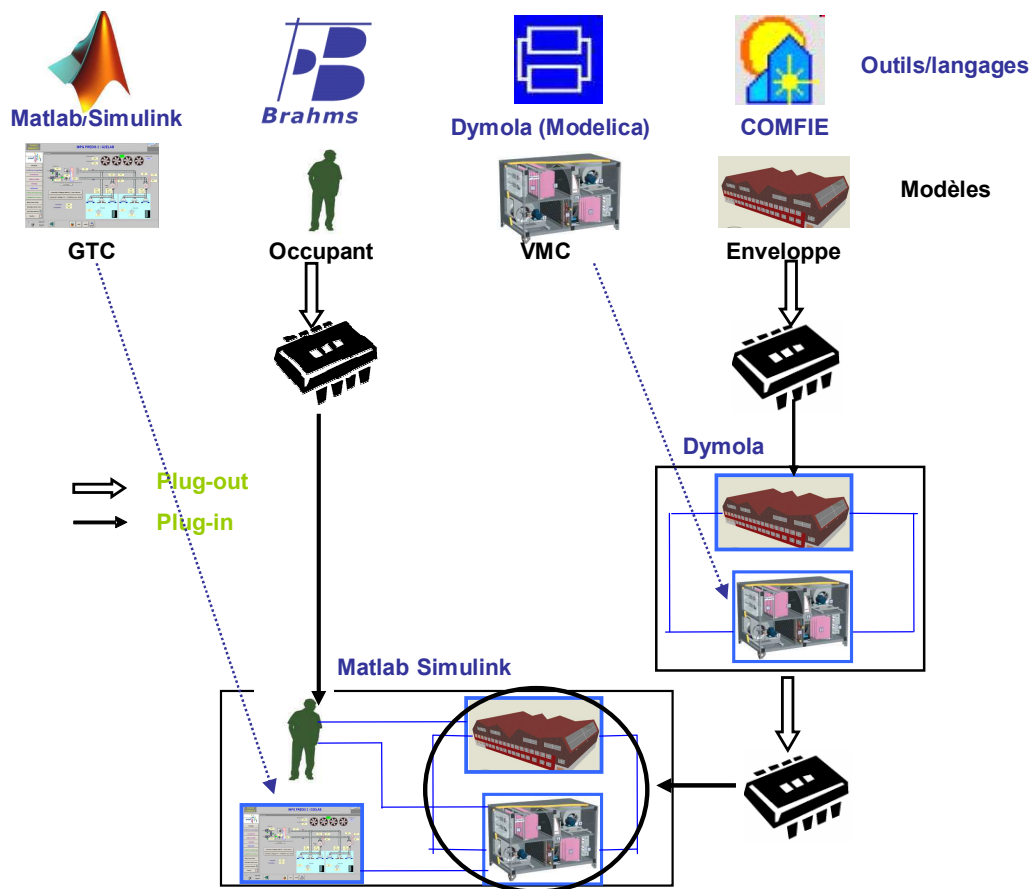 Outils/langages
Matlab/Simulink
Brahms
Dymola (Modelica)
COMFIE
Modèles
GTC
Occupant
VMC
Enveloppe
Dymola
Plug-out
Plug-in
Matlab Simulink